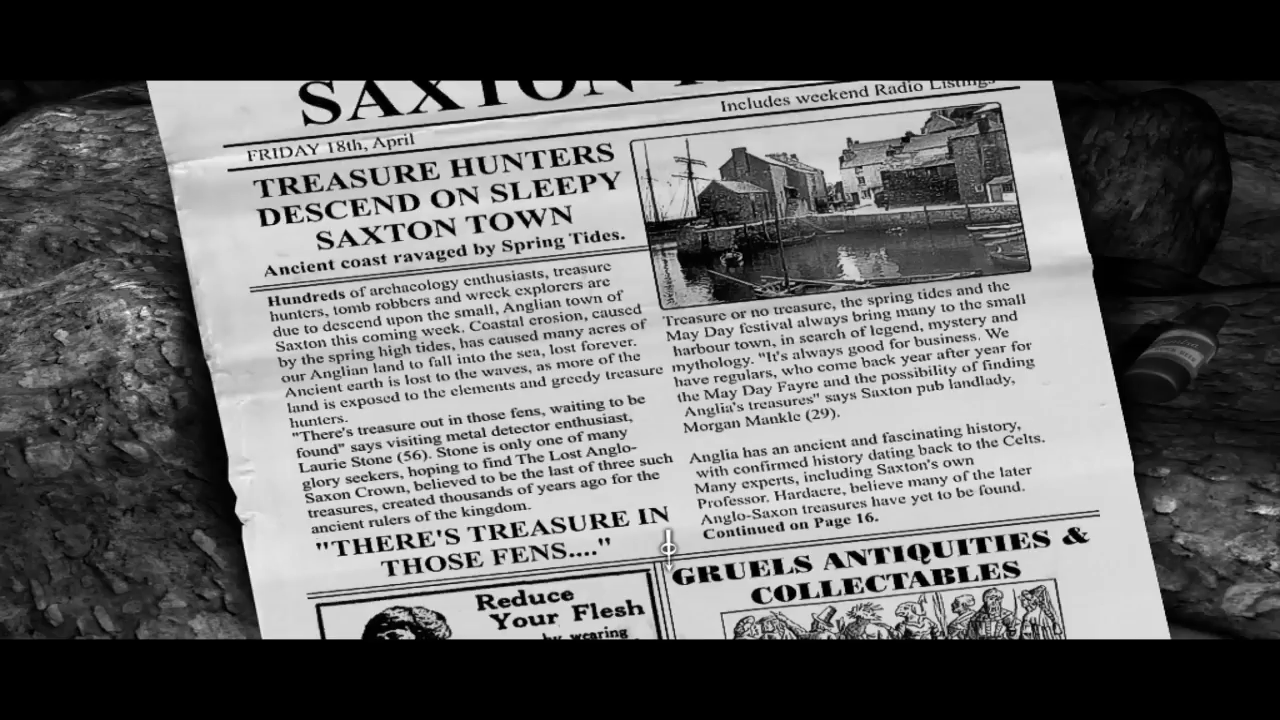 SAXTON
Includes weekend Radio Listings
FRIDAY 18th, April
TREASURE HUNTERS
DESCEND ON SLEEPY
SAXTON TOWN
Ancient coast ravaged by Spring Tides.
Hundreds of archaeology enthusiasts, treasure
hunters, tomb robbers and wreck explorers are
due to descend upon the small, Anglian town of
Saxton this coming week. Coastal erosion, caused
by the spring high tides, has caused many acres of
our Anglian land to fall into the sea, lost forever.
Ancient earth is lost to the waves, as more of the
land is exposed to the elements and greedy treasure
hunters.
"There's treasure out in those fens, waiting to be
found" says visiting metal detector enthusiast,
Laurie Stone (56). Stone is only one of many
glory seekers, hoping to find The Lost Anglo-
Saxon Crown, believed to be the last of three such
treasures, created thousands of years ago for the
ancient rulers of the kingdom.
"THERE'S TREASURE IN
THOSE FENS...."
Treasure or no treasure, the spring tides and the
May Day festival always bring many to the small
harbour town, in search of legend, mystery and
mythology. "It's always good for business. We
have regulars, who come back year after year for
the May Day Fayre and the possibility of finding
Anglia's treasures" says Saxton pub landlady,
Morgan Mankle (29).
Anglia has an ancient and fascinating history,
with confirmed history dating back to the Celts.
Many experts, including Saxton's own
Professor. Hardacre, believe many of the later
Anglo-Saxon treasures have yet to be found.
Continued on Page 16.
Reduce
Your Flesh
by wearing
GRUELS ANTIQUITIES &
COLLECTABLES